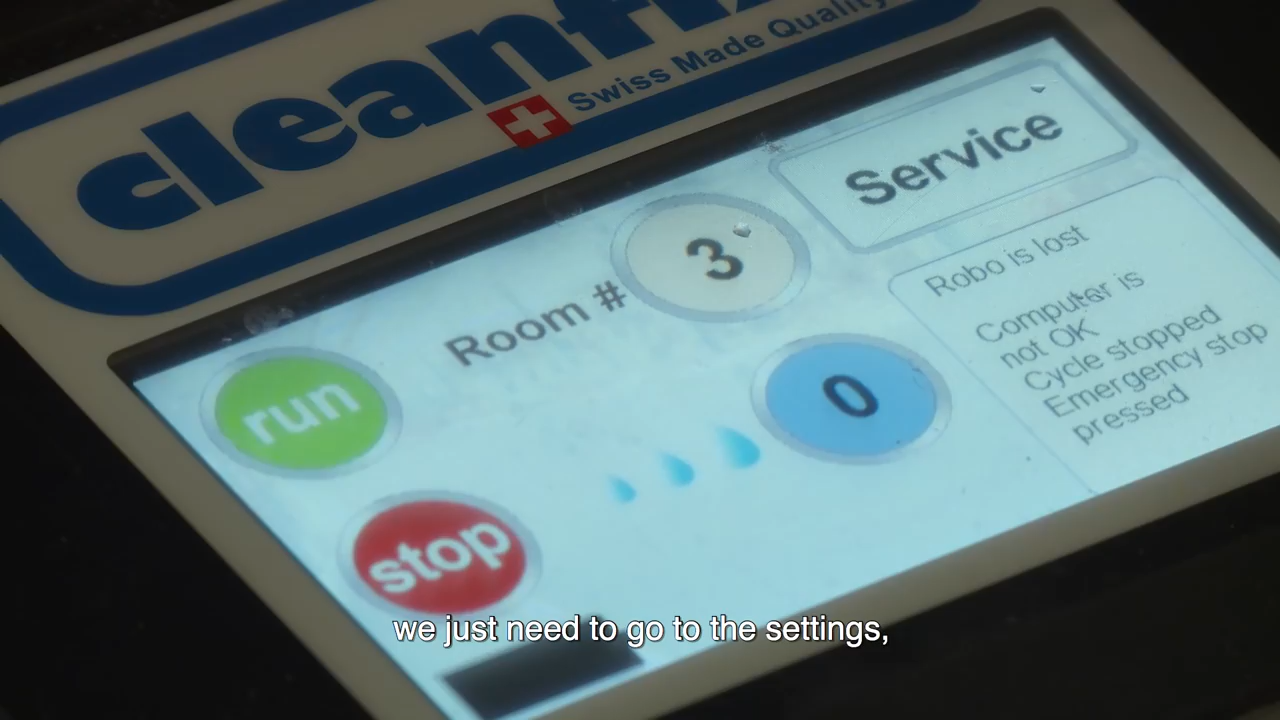 cleanfix
Swiss Made Quality
Service
Room # 3
Robo is lost
Computer is
not OK
Cycle stopped
Emergency stop
pressed
run
0
stop
we just need to go to the settings,